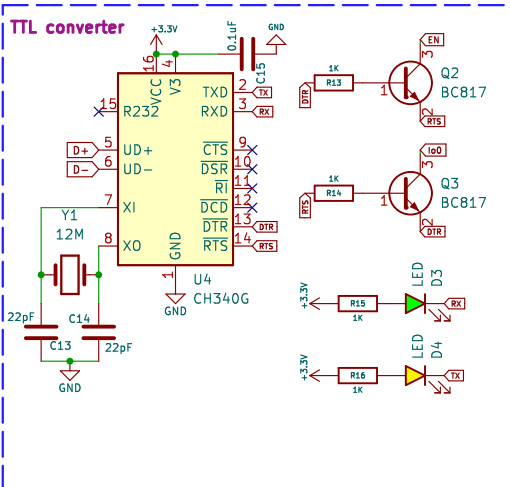 TTL converter
+3.3V
0.1uF
C15
GND
16
4
VCC
V3
15
R232
TXD
2
TX
RXD
3
RX
D+
5
UD+
D-
6
UD-
CTS
9
DSR
10
RI
11
DCD
12
7
XI
DTR
13
DTR
8
XO
RTS
14
RTS
GND
1
GND
U4
CH340G
Y1
12M
22pF
C13
C14
22pF
GND
EN
3
1K
R13
DTR
1
Q2
BC817
2
RTS
Io0
3
1K
R14
RTS
1
Q3
BC817
2
DTR
+3.3V
R15
1K
LED
D3
RX
+3.3V
R16
1K
LED
D4
TX